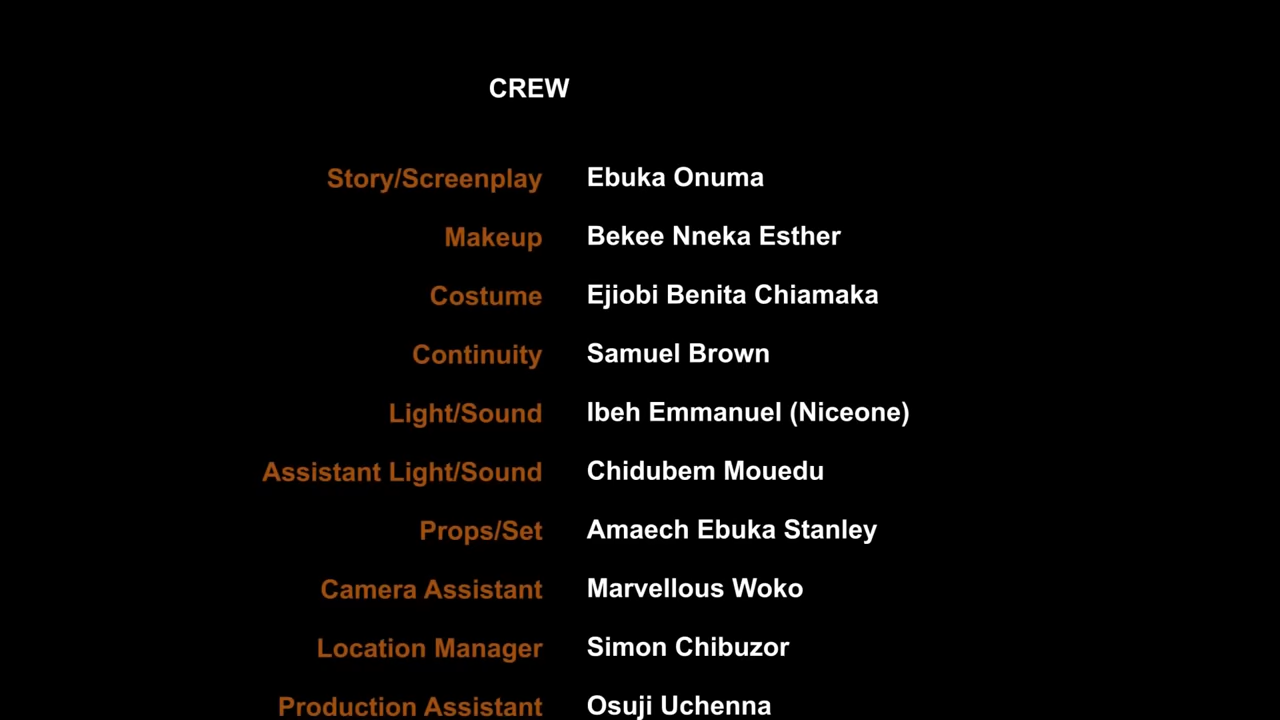 CREW
Story/Screenplay Ebuka Onuma
Makeup Bekee Nneka Esther
Costume Ejiobi Benita Chiamaka
Continuity Samuel Brown
Light/Sound Ibeh Emmanuel (Niceone)
Assistant Light/Sound Chidubem Mouedu
Props/Set Amaech Ebuka Stanley
Camera Assistant Marvellous Woko
Location Manager Simon Chibuzor
Production Assistant Osuji Uchenna